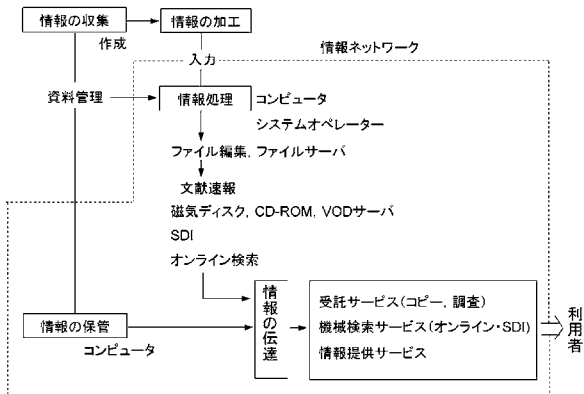 情報の収集
情報の加工
作成
情報ネットワーク
入力
資料管理
情報処理
コンピュータ
システムオペレーター
ファイル編集, ファイルサーバ
文献速報
磁気ディスク, CD-ROM, VODサーバ
SDI
オンライン検索
情報の伝達
受託サービス(コピー, 調査)
機械検索サービス(オンライン・SDI)
情報提供サービス
利用者
情報の保管
コンピュータ